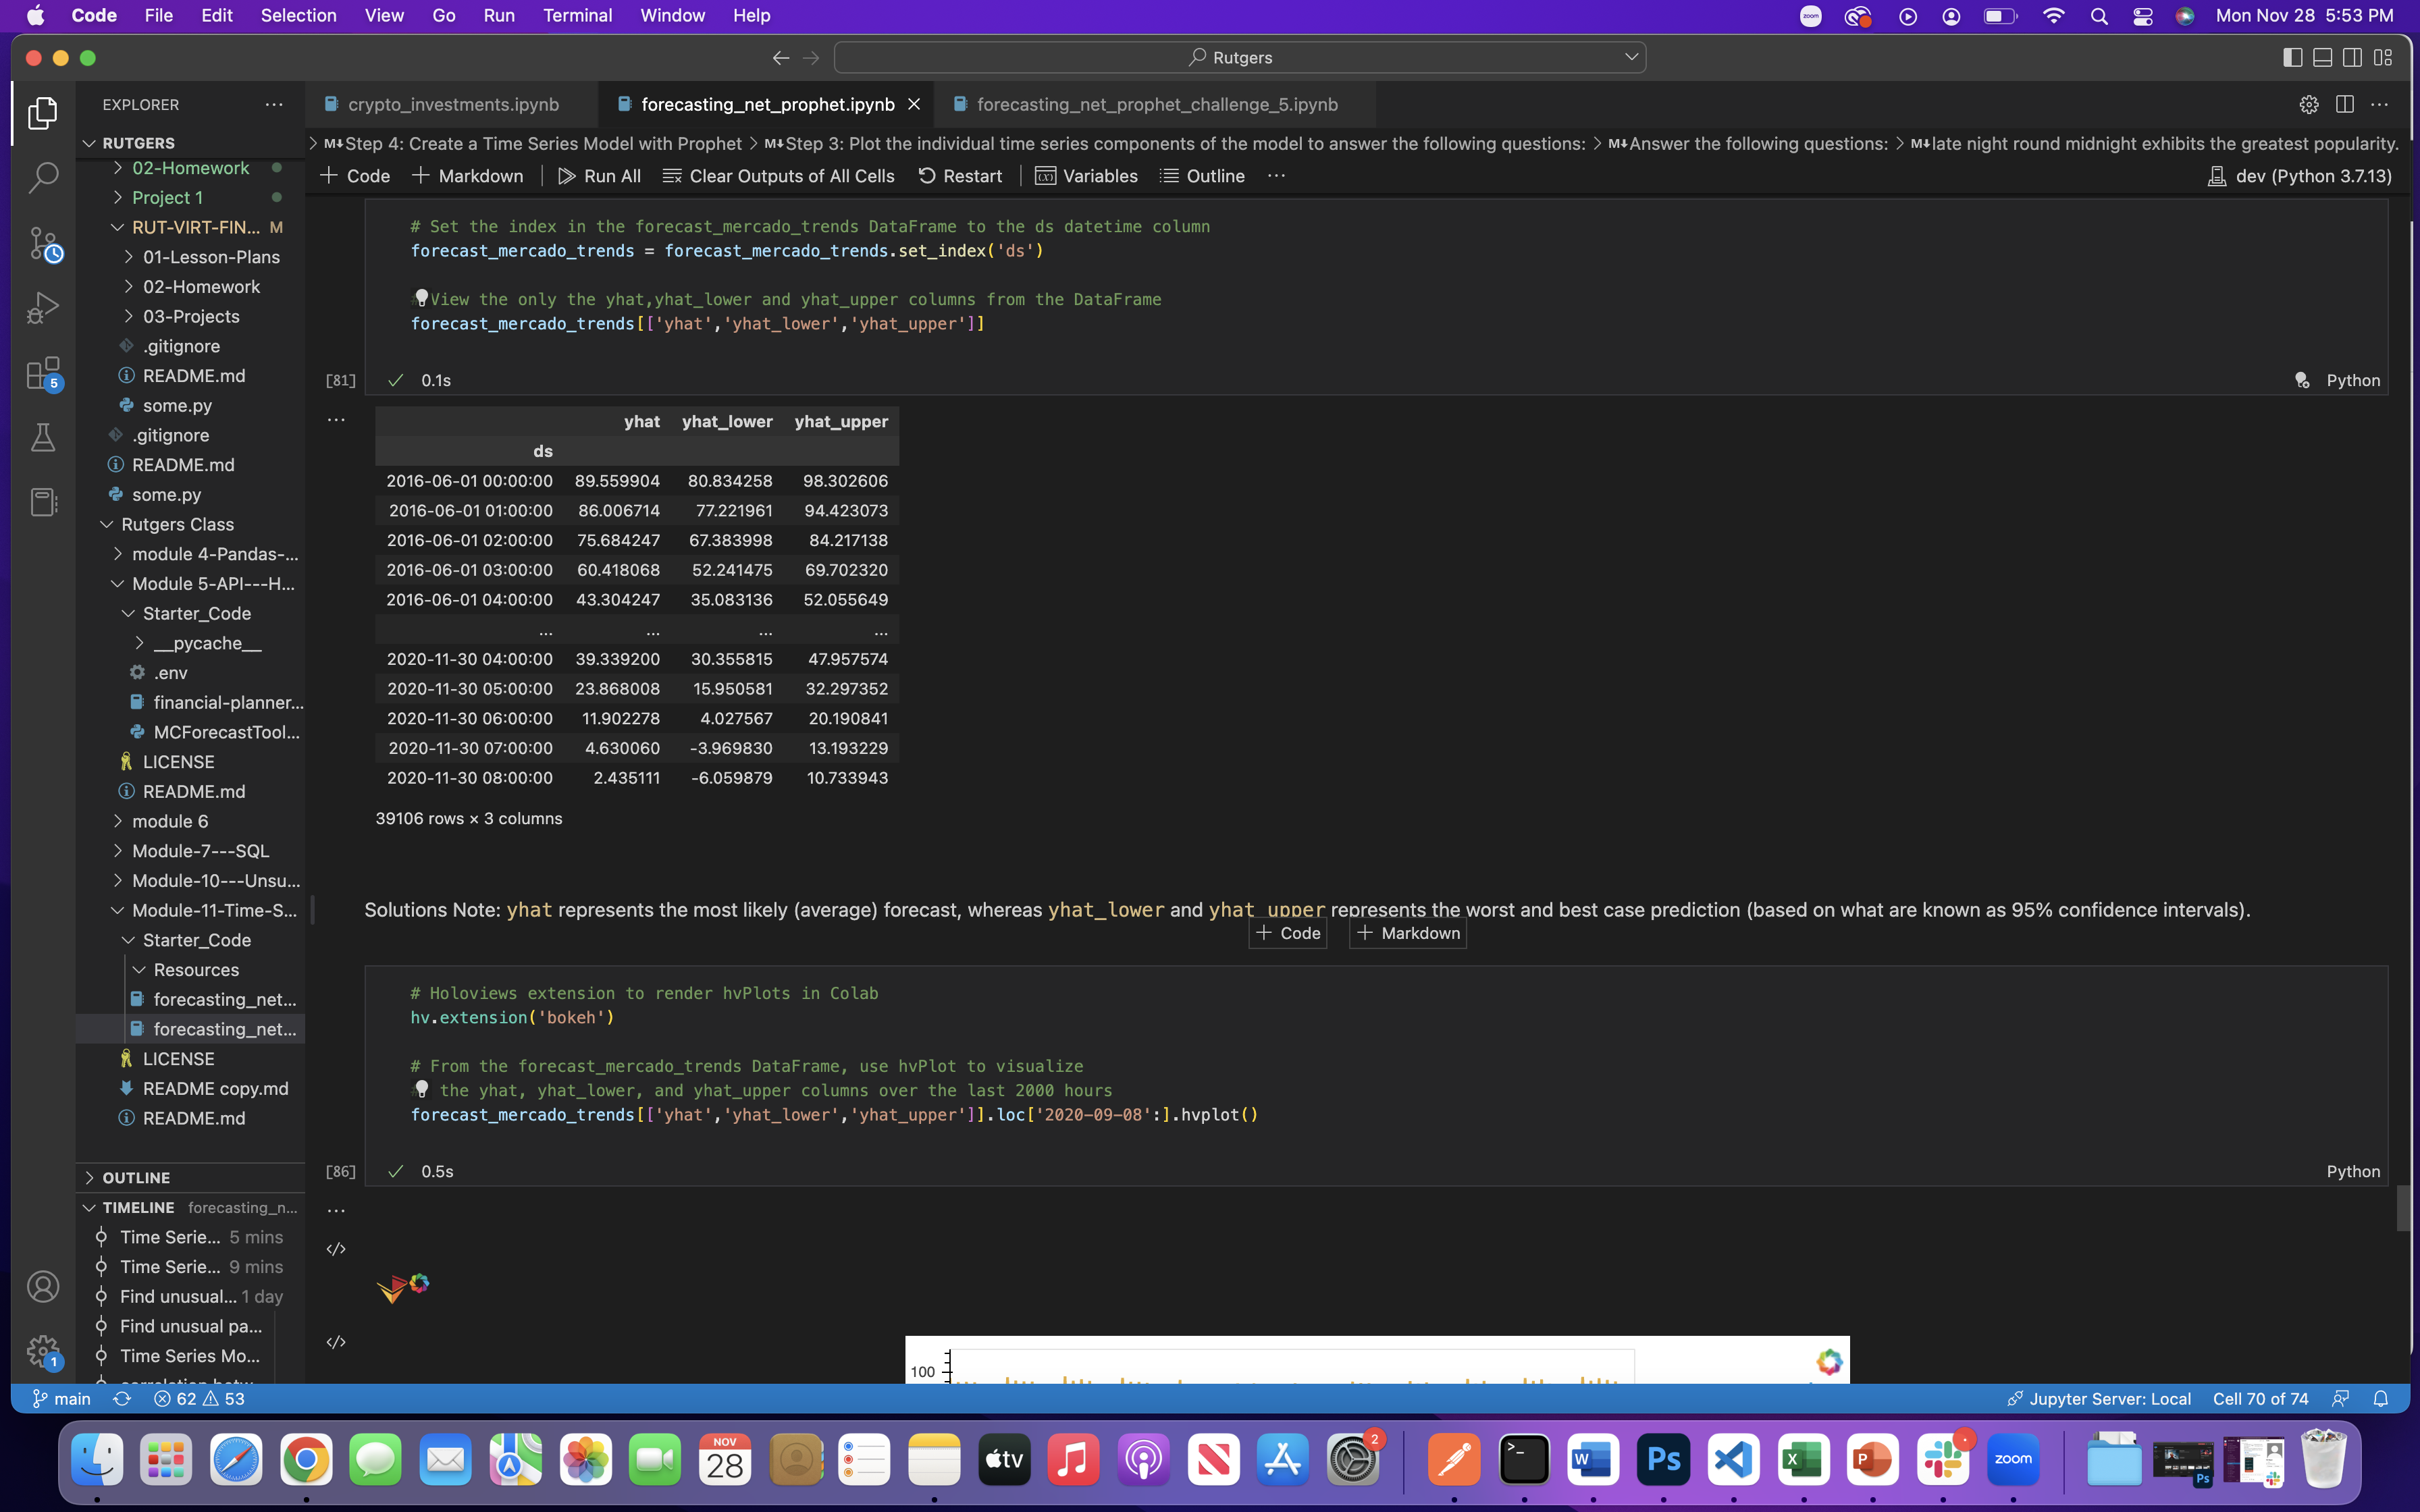 Code File Edit Selection View Go Run Terminal Window Help
zoom Mon Nov 28 5:53 PM
Rutgers
EXPLORER
crypto_investments.ipynb
forecasting_net_prophet.ipynb
forecasting_net_prophet_challenge_5.ipynb
M↓Step 4: Create a Time Series Model with Prophet > M↓Step 3: Plot the individual time series components of the model to answer the following questions: > M↓Answer the following questions: > M↓late night round midnight exhibits the greatest popularity.
+ Code + Markdown Run All Clear Outputs of All Cells Restart Variables Outline ...
dev (Python 3.7.13)
RUTGERS
02-Homework
Project 1
RUT-VIRT-FIN... M
01-Lesson-Plans
02-Homework
03-Projects
.gitignore
README.md
some.py
.gitignore
README.md
some.py
Rutgers Class
module 4-Pandas-...
Module 5-API---H...
Starter_Code
__pycache__
.env
financial-planner...
MCForecastTool...
LICENSE
README.md
module 6
Module-7---SQL
Module-10---Unsu...
Module-11-Time-S...
Starter_Code
Resources
forecasting_net...
forecasting_net...
LICENSE
README copy.md
README.md
OUTLINE
TIMELINE forecasting_n...
Time Serie... 5 mins
Time Serie... 9 mins
Find unusual... 1 day
Find unusual pa...
Time Series Mo...
5
1
# Set the index in the forecast_mercado_trends DataFrame to the ds datetime column
forecast_mercado_trends = forecast_mercado_trends.set_index('ds')
View the only the yhat,yhat_lower and yhat_upper columns from the DataFrame
forecast_mercado_trends[['yhat','yhat_lower','yhat_upper']]
[81] 0.1s Python
yhat yhat_lower yhat_upper
ds
2016-06-01 00:00:00 89.559904 80.834258 98.302606
2016-06-01 01:00:00 86.006714 77.221961 94.423073
2016-06-01 02:00:00 75.684247 67.383998 84.217138
2016-06-01 03:00:00 60.418068 52.241475 69.702320
2016-06-01 04:00:00 43.304247 35.083136 52.055649
... ... ... ...
2020-11-30 04:00:00 39.339200 30.355815 47.957574
2020-11-30 05:00:00 23.868008 15.950581 32.297352
2020-11-30 06:00:00 11.902278 4.027567 20.190841
2020-11-30 07:00:00 4.630060 -3.969830 13.193229
2020-11-30 08:00:00 2.435111 -6.059879 10.733943
39106 rows × 3 columns
Solutions Note: yhat represents the most likely (average) forecast, whereas yhat_lower and yhat_upper represents the worst and best case prediction (based on what are known as 95% confidence intervals).
+ Code + Markdown
# Holoviews extension to render hvPlots in Colab
hv.extension('bokeh')
# From the forecast_mercado_trends DataFrame, use hvPlot to visualize
the yhat, yhat_lower, and yhat_upper columns over the last 2000 hours
forecast_mercado_trends[['yhat','yhat_lower','yhat_upper']].loc['2020-09-08':].hvplot()
[86] 0.5s Python
100
main 62 53 Jupyter Server: Local Cell 70 of 74
NOV
28
tv
2
W
Ps
X
P
zoom
Ps